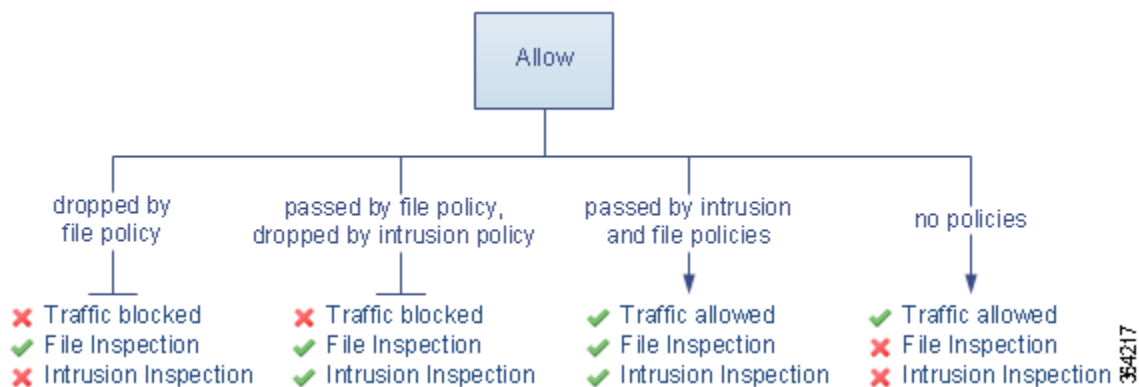 Allow
dropped by
file policy
passed by file policy,
dropped by intrusion policy
passed by intrusion
and file policies
no policies
Traffic blocked
File Inspection
Intrusion Inspection
Traffic blocked
File Inspection
Intrusion Inspection
Traffic allowed
File Inspection
Intrusion Inspection
Traffic allowed
File Inspection
Intrusion Inspection
364217